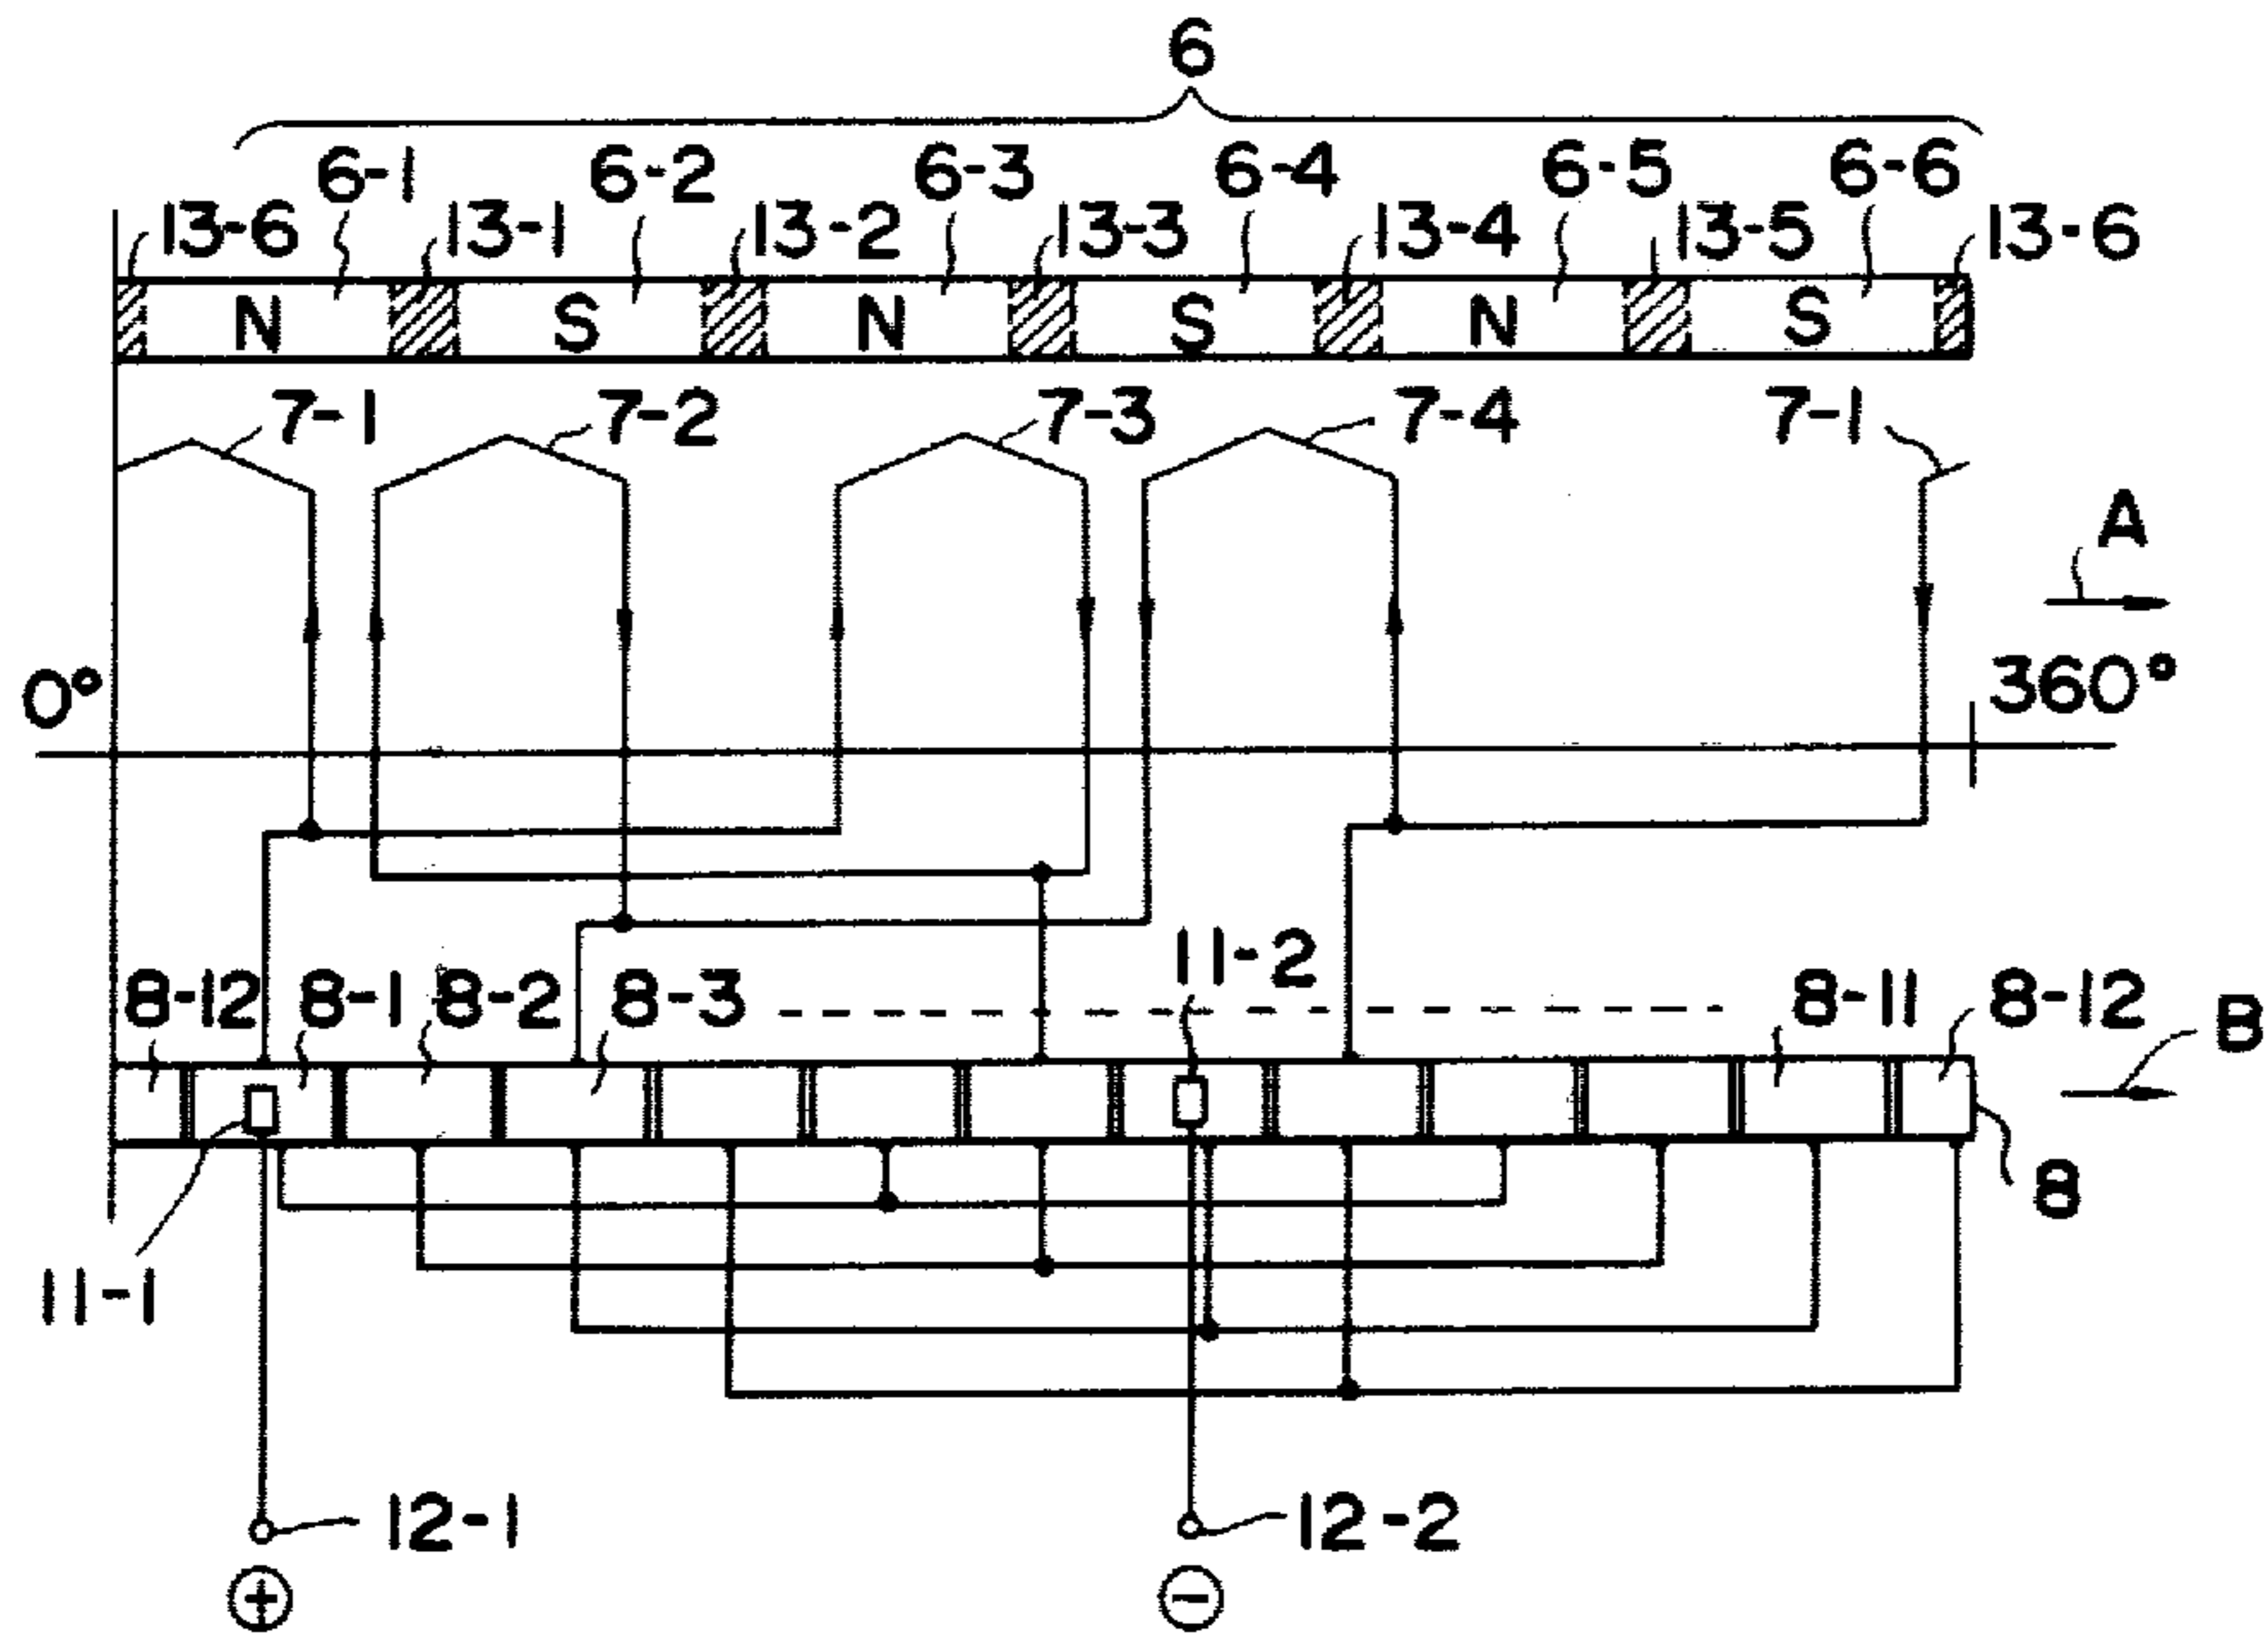 6
6-1 6-2 6-3 6-4 6-5 6-6
13-6 13-1 13-2 13-3 13-4 13-5 13-6
N S N S N S
7-1 7-2 7-3 7-4 7-1
A
0° 360°
11-2
8-12 8-1 8-2 8-3 8-11 8-12
B
8
11-1
12-1 12-2
+ -